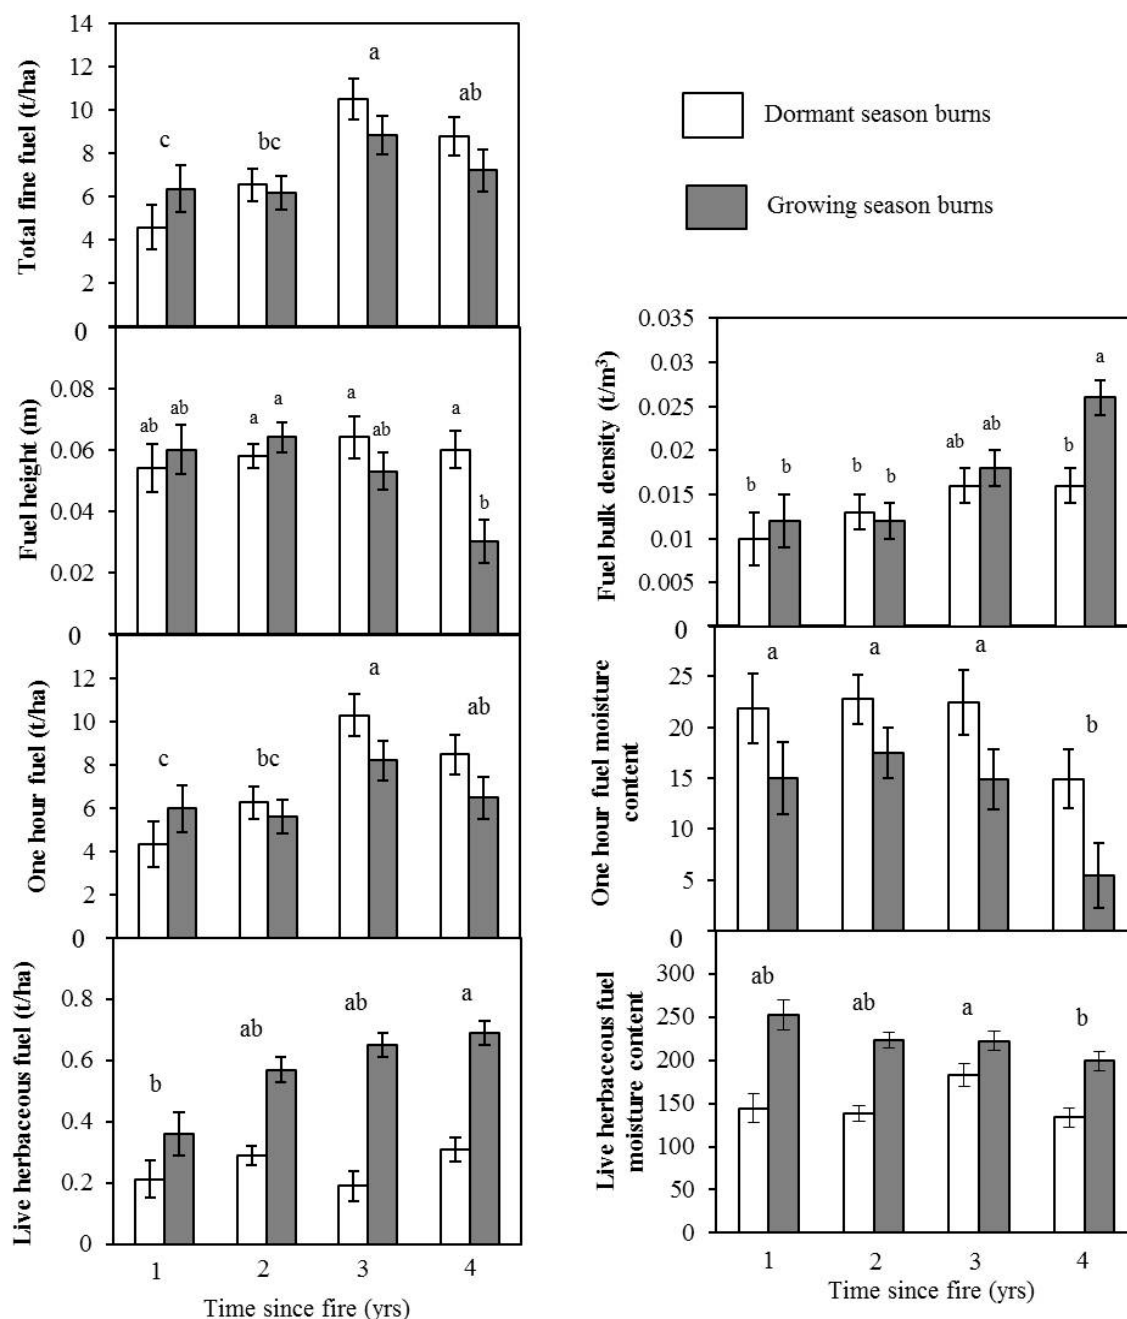 14
12
10
8
6
4
2
0
Total fine fuel (t/ha)
c
bc
a
ab
Dormant season burns
Growing season burns
0.08
0.06
0.04
0.02
0
Fuel height (m)
ab
ab
a
a
a
ab
a
b
12
10
8
6
4
2
0
One hour fuel (t/ha)
c
bc
a
ab
0.8
0.6
0.4
0.2
0
Live herbaceous fuel (t/ha)
b
ab
ab
a
1 2 3 4
Time since fire (yrs)
0.035
0.03
0.025
0.02
0.015
0.01
0.005
0
Fuel bulk density (t/m³)
b
b
b
b
ab
ab
b
a
25
20
15
10
5
0
One hour fuel moisture
content
a
a
a
b
300
250
200
150
100
50
0
Live herbaceous fuel
moisture content
ab
ab
a
b
1 2 3 4
Time since fire (yrs)